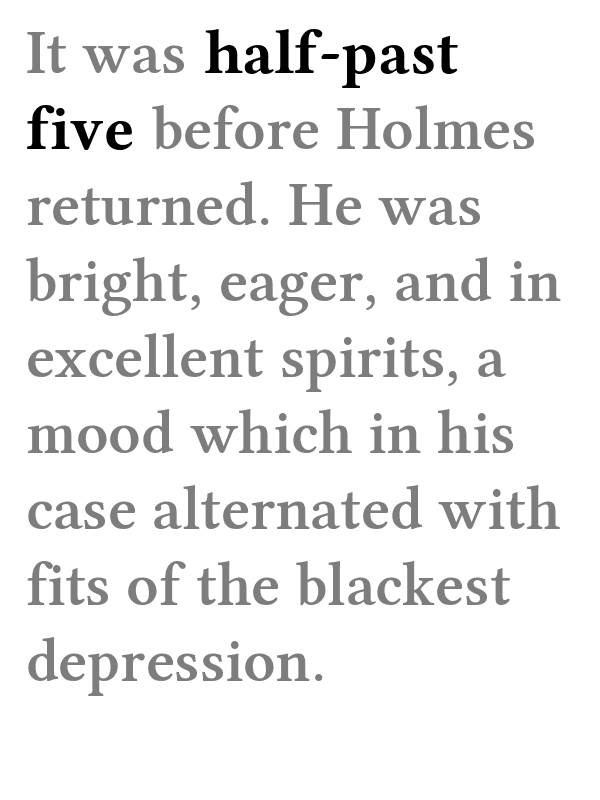 It was half-past
five before Holmes
returned. He was
bright, eager, and in
excellent spirits, a
mood which in his
case alternated with
fits of the blackest
depression.